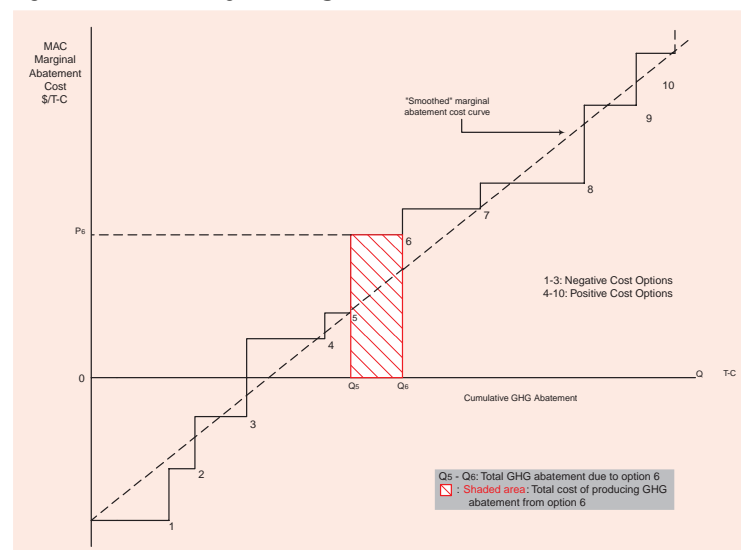 MAC
Marginal
Abatement
Cost
$/T-C
"Smoothed" marginal
abatement cost curve
10
9
8
7
P6
6
1-3: Negative Cost Options
4-10: Positive Cost Options
5
4
0
Q5
Q6
Q
T-C
Cumulative GHG Abatement
3
2
1
Q5 - Q6: Total GHG abatement due to option 6
: Shaded area: Total cost of producing GHG
abatement from option 6